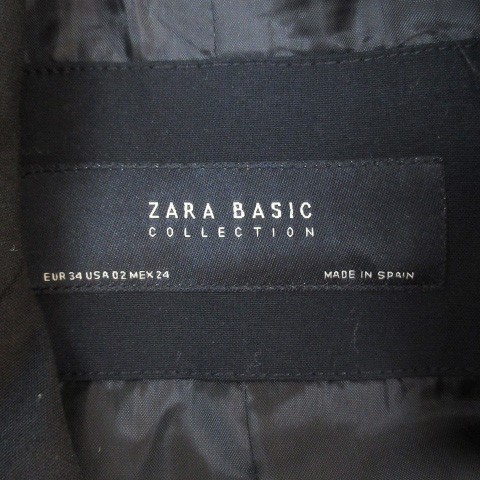 ZARA BASIC
COLLECTION
EUR 34 USA 02 MEX 24 MADE IN SPAIN